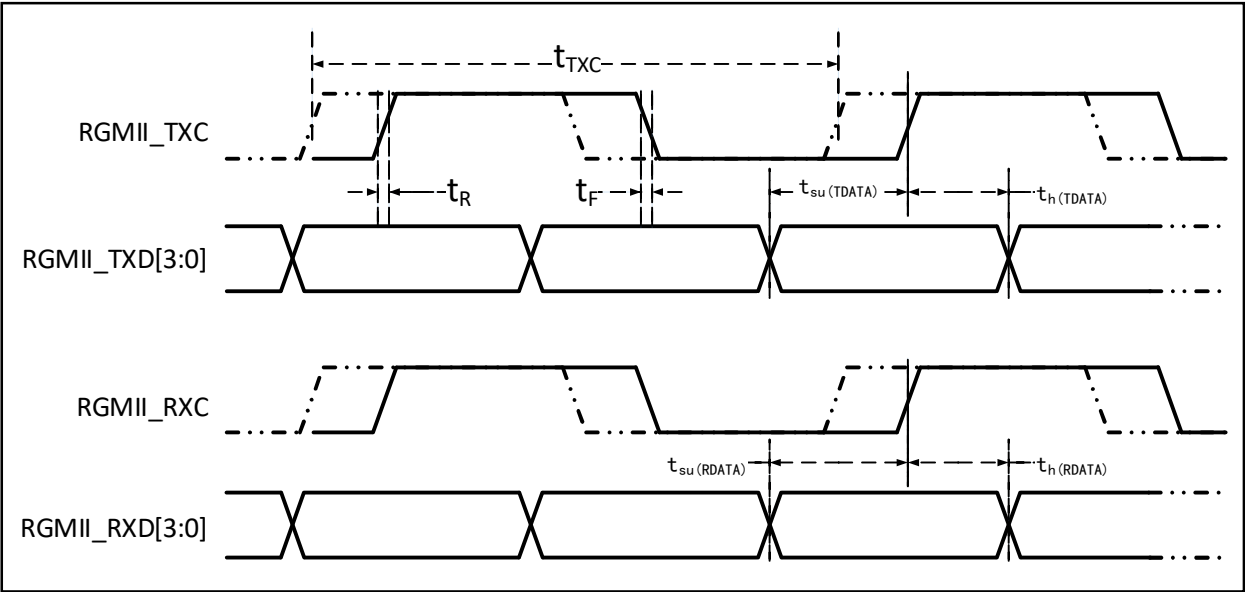 tTXC
RGMII_TXC
tR
tF
tsu(TDATA)
th(TDATA)
RGMII_TXD[3:0]
RGMII_RXC
tsu(RDATA)
th(RDATA)
RGMII_RXD[3:0]